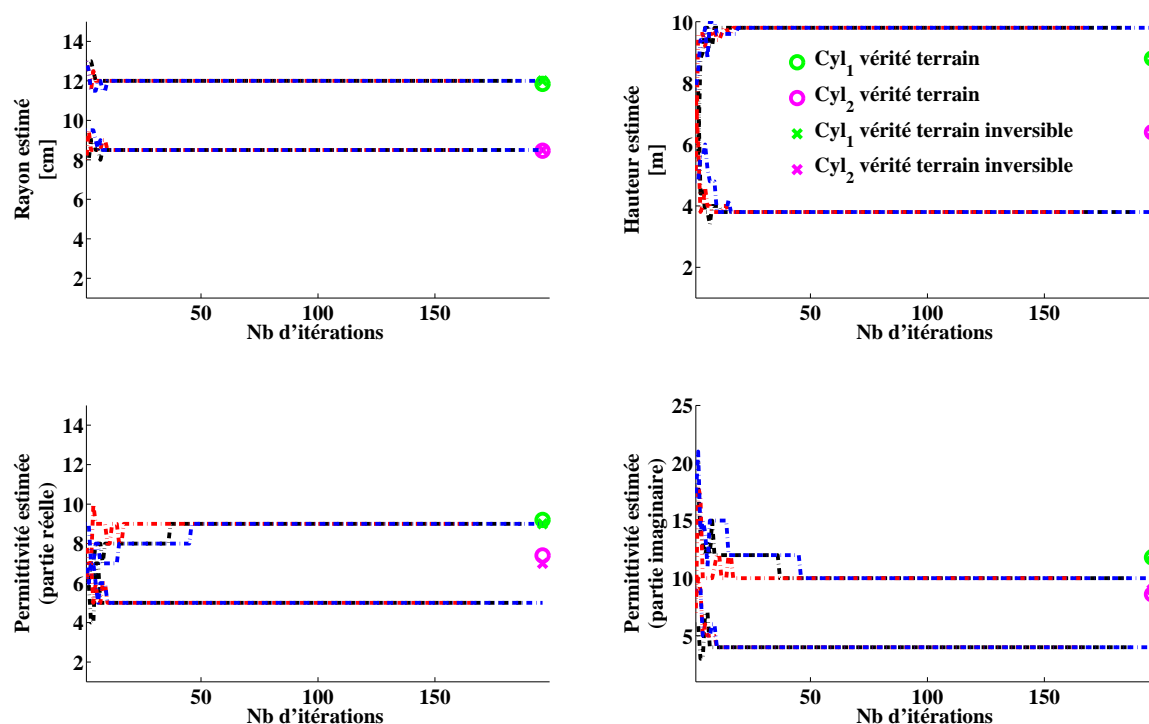 14
12
10
8
6
4
2
Rayon estimé
[cm]
50
100
150
Nb d'itérations
10
8
6
4
2
Hauteur estimée
[m]
Cyl1 vérité terrain
Cyl2 vérité terrain
Cyl1 vérité terrain inversible
Cyl2 vérité terrain inversible
50
100
150
Nb d'itérations
14
12
10
8
6
4
2
Permittivité estimée
(partie réelle)
50
100
150
Nb d'itérations
25
20
15
10
5
Permittivité estimée
(partie imaginaire)
50
100
150
Nb d'itérations